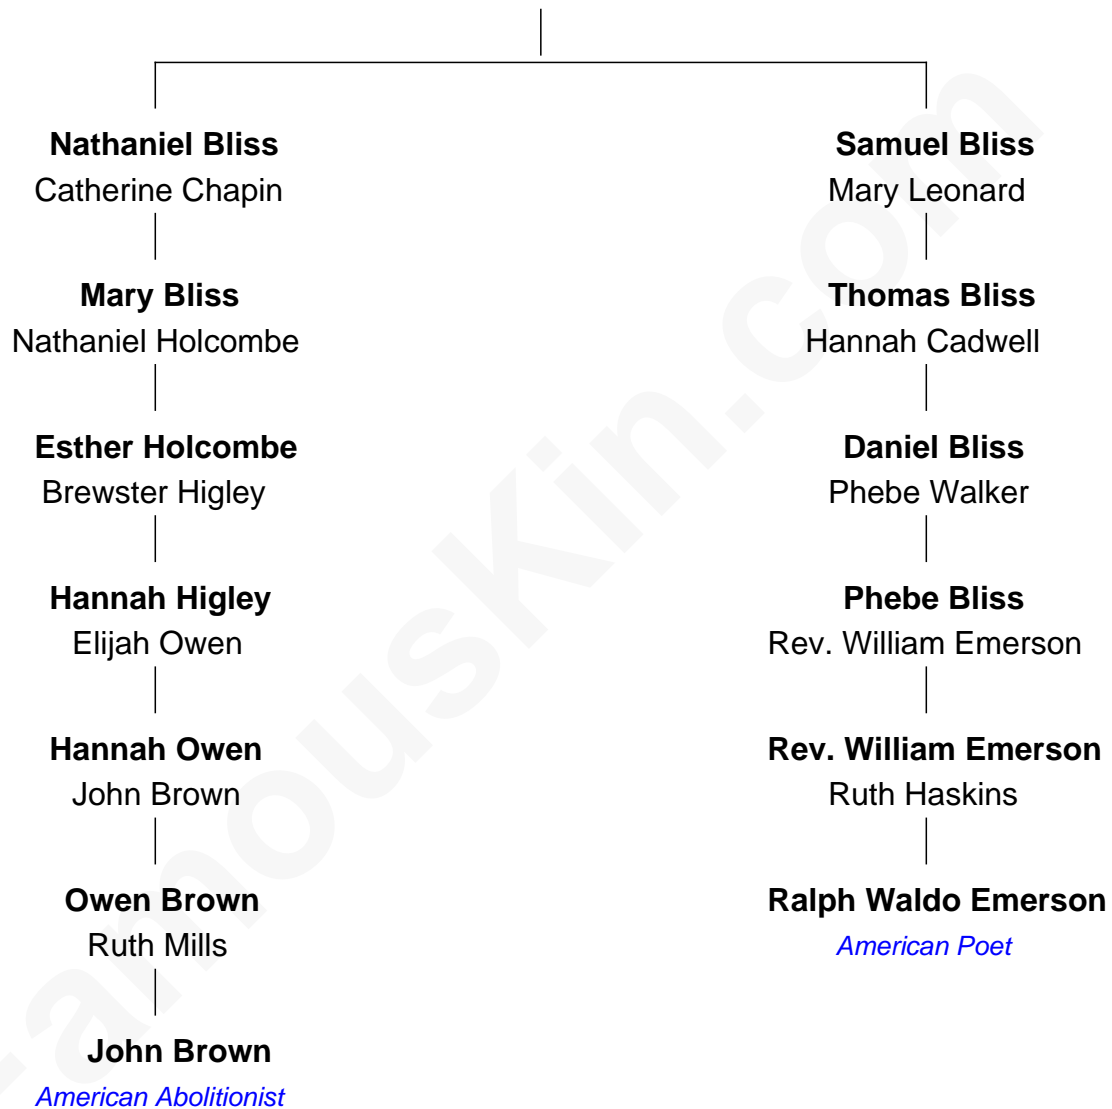 Nathaniel Bliss
Catherine Chapin
Mary Bliss
Nathaniel Holcombe
Esther Holcombe
Brewster Higley
Hannah Higley
Elijah Owen
Hannah Owen
John Brown
Owen Brown
Ruth Mills
John Brown
American Abolitionist
Samuel Bliss
Mary Leonard
Thomas Bliss
Hannah Cadwell
Daniel Bliss
Phebe Walker
Phebe Bliss
Rev. William Emerson
Rev. William Emerson
Ruth Haskins
Ralph Waldo Emerson
American Poet
FamousKin.com